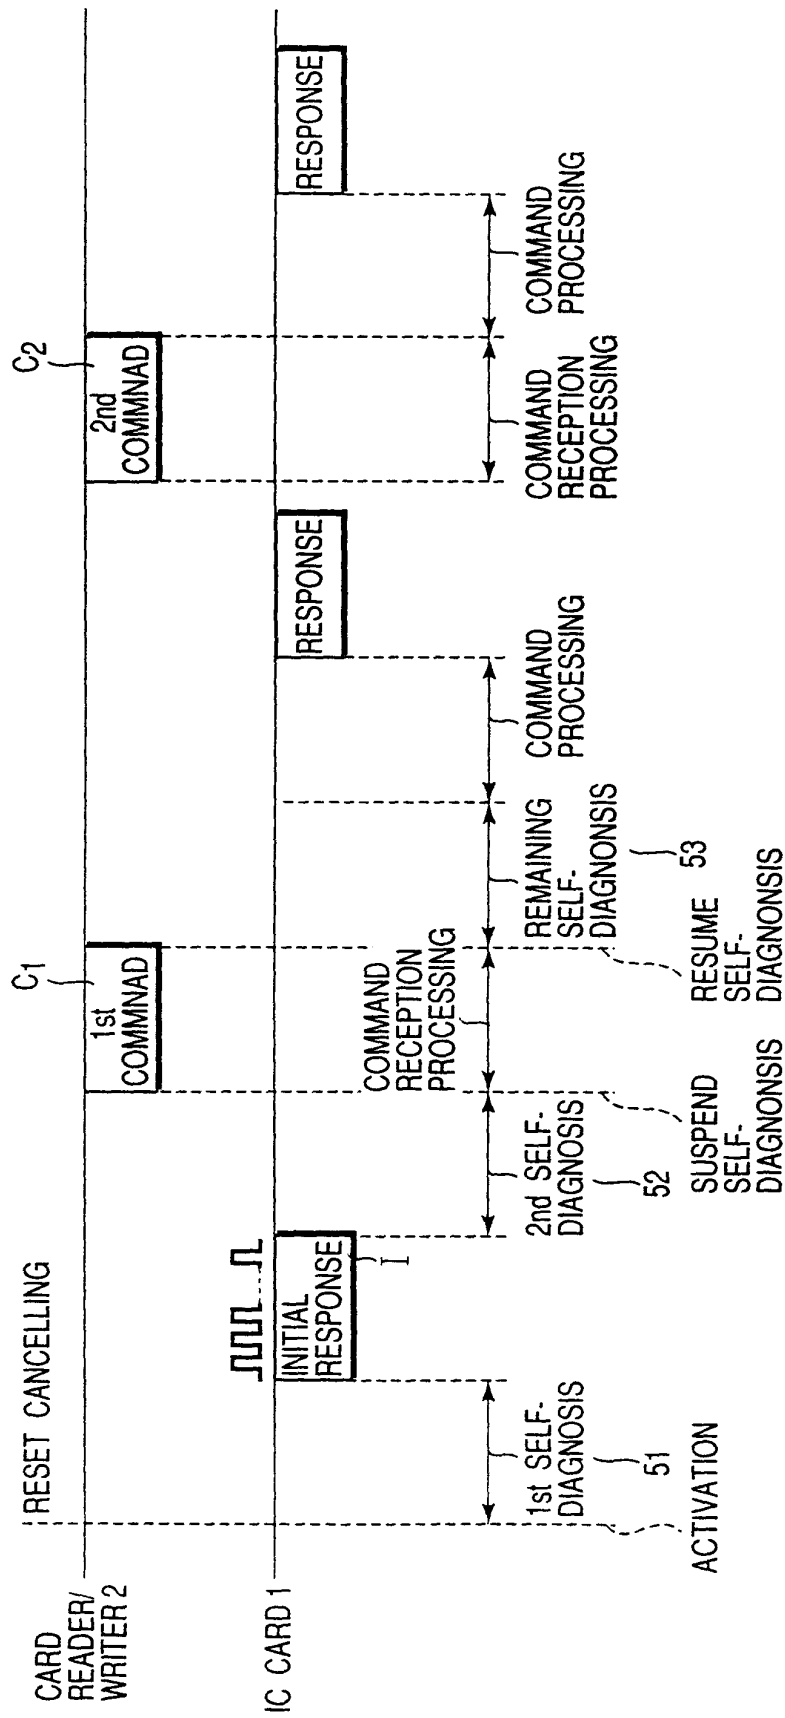 RESET CANCELLING
CARD
READER/
WRITER 2
C1
1st
COMMNAD
C2
2nd
COMMNAD
IC CARD 1
INITIAL
RESPONSE
I
RESPONSE
RESPONSE
1st SELF-
DIAGNOSIS
51
ACTIVATION
2nd SELF-
DIAGNOSIS
52
SUSPEND
SELF-
DIAGNONSIS
COMMAND
RECEPTION
PROCESSING
RESUME
SELF-
DIAGNONSIS
REMAINING
SELF-
DIAGNONSIS
53
COMMAND
PROCESSING
COMMAND
RECEPTION
PROCESSING
COMMAND
PROCESSING